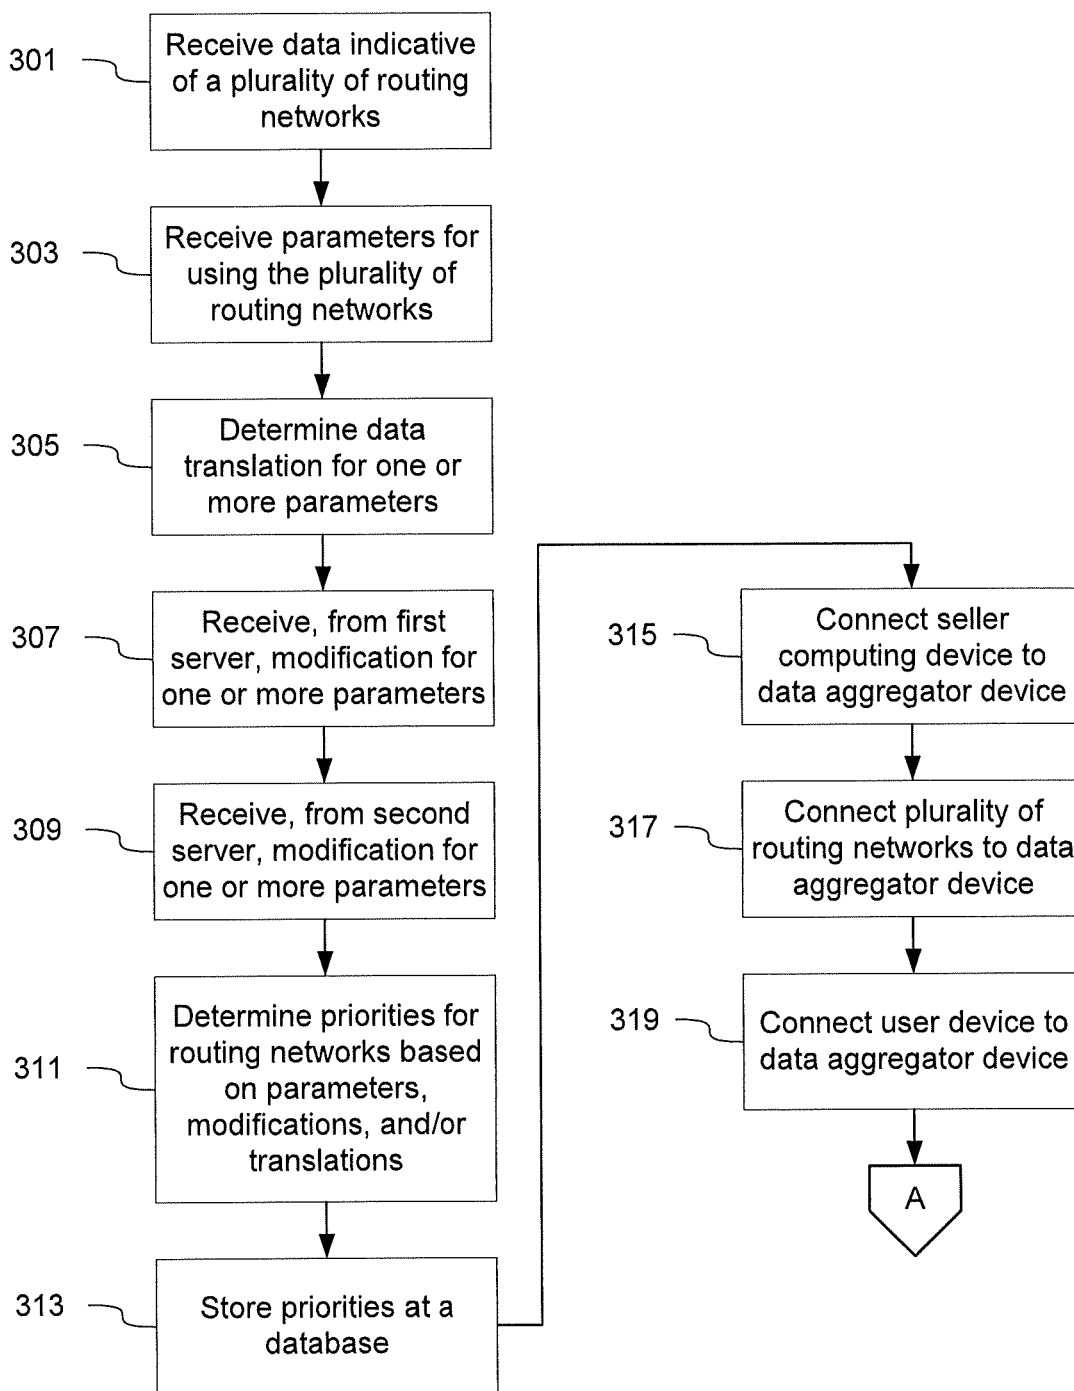 301
Receive data indicative
of a plurality of routing
networks
303
Receive parameters for
using the plurality of
routing networks
305
Determine data
translation for one or
more parameters
307
Receive, from first
server, modification for
one or more parameters
309
Receive, from second
server, modification for
one or more parameters
311
Determine priorities for
routing networks based
on parameters,
modifications, and/or
translations
313
Store priorities at a
database
315
Connect seller
computing device to
data aggregator device
317
Connect plurality of
routing networks to data
aggregator device
319
Connect user device to
data aggregator device
A